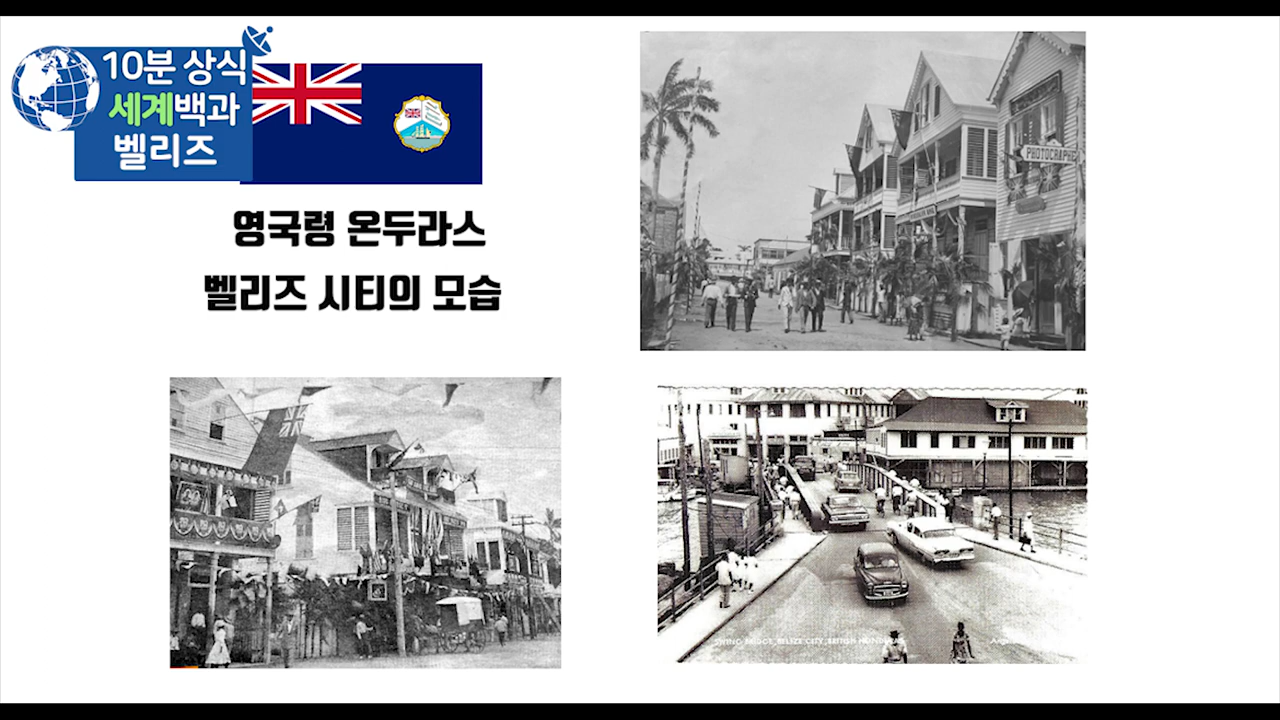 10분 상식
세계백과
벨리즈
영국령 온두라스
벨리즈 시티의 모습
PHOTOGRAPHE
SWING BRIDGE, BELIZE CITY, BRITISH HONDURAS